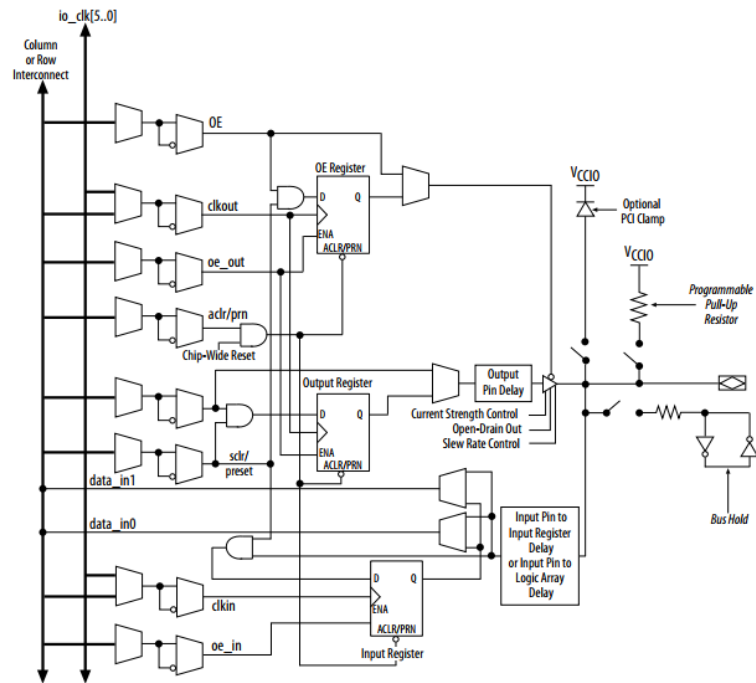 io_clk[5..0]
Column
or Row
Interconnect
OE
OE Register
D Q
clkout
ENA
oe_out
ACLR/PRN
aclr/prn
Chip-Wide Reset
VCCIO
Optional
PCI Clamp
VCCIO
Programmable
Pull-Up
Resistor
Output Register
D Q
ENA
ACLR/PRN
Output
Pin Delay
Current Strength Control
Open-Drain Out
Slew Rate Control
sclr/
preset
data_in1
data_in0
Input Pin to
Input Register
Delay
or Input Pin to
Logic Array
Delay
Bus Hold
D Q
clkin
ENA
oe_in
ACLR/PRN
Input Register